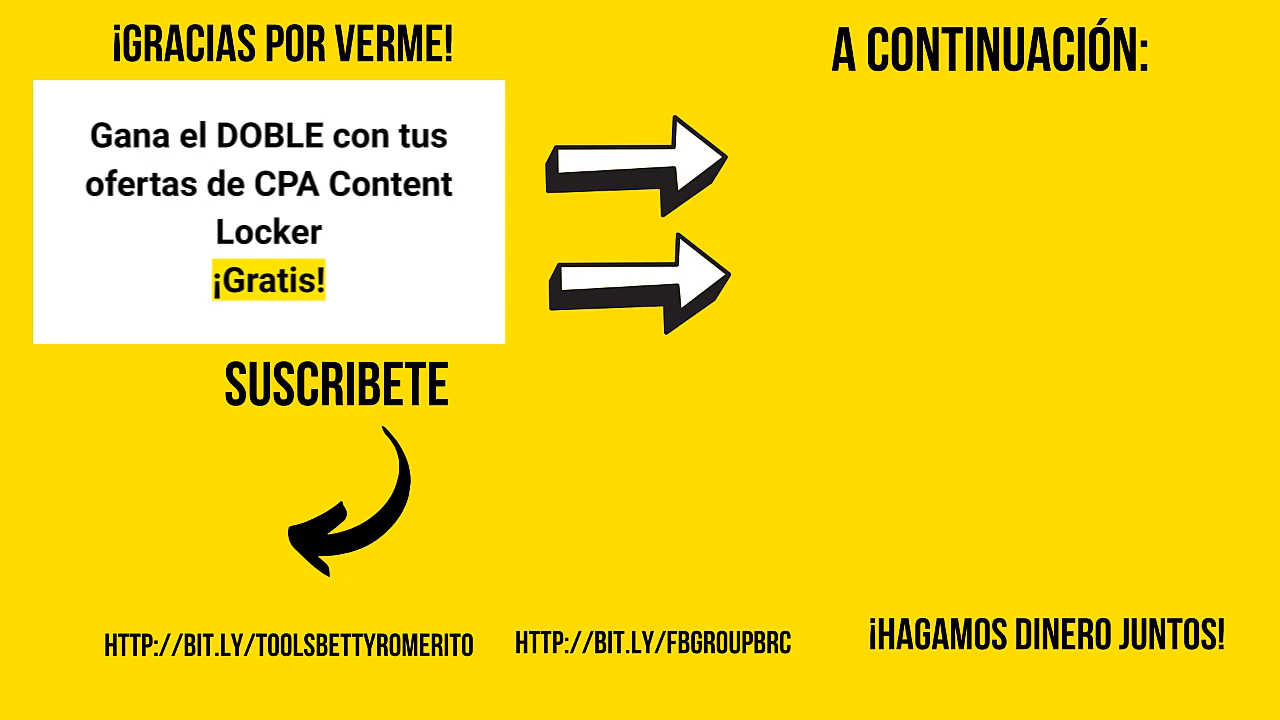 ¡GRACIAS POR VERME!
A CONTINUACIÓN:
Gana el DOBLE con tus
ofertas de CPA Content
Locker
¡Gratis!
SUSCRIBETE
HTTP://BIT.LY/TOOLSBETTYROMERITO
HTTP://BIT.LY/FBGROUPBRC
¡HAGAMOS DINERO JUNTOS!